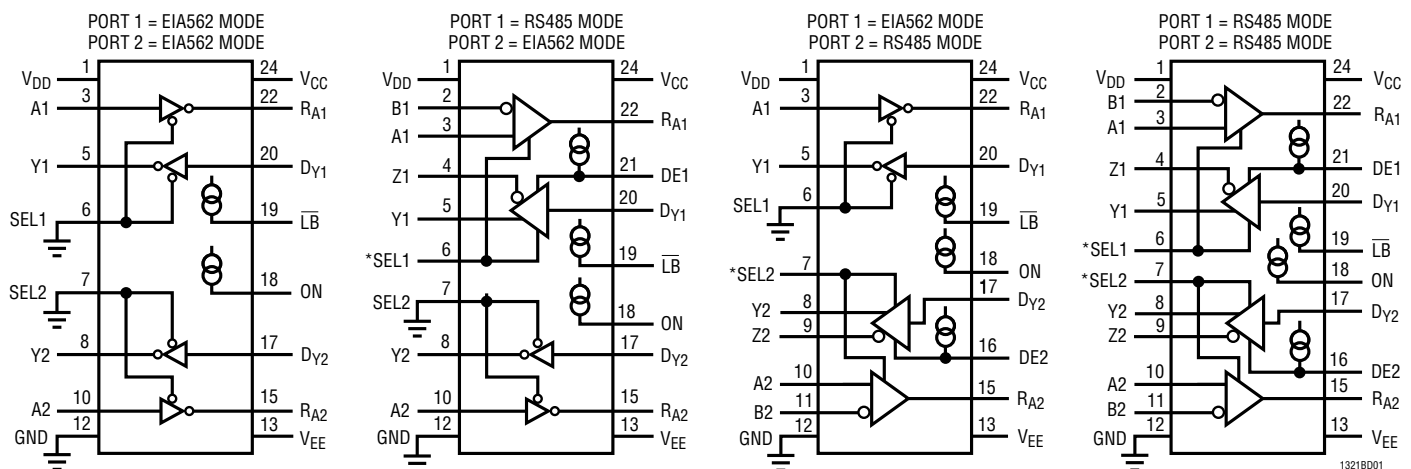 PORT 1 = EIA562 MODE
PORT 2 = EIA562 MODE
1
24
VDD
VCC
3
22
A1
RA1
5
20
Y1
DY1
6
19
SEL1
LB
7
18
SEL2
ON
8
17
Y2
DY2
10
15
A2
RA2
12
13
GND
VEE
PORT 1 = RS485 MODE
PORT 2 = EIA562 MODE
1
24
VDD
VCC
2
B1
22
RA1
3
A1
4
21
Z1
DE1
5
20
Y1
DY1
6
19
*SEL1
LB
7
18
SEL2
ON
8
17
Y2
DY2
10
15
A2
RA2
12
13
GND
VEE
PORT 1 = EIA562 MODE
PORT 2 = RS485 MODE
1
24
VDD
VCC
3
22
A1
RA1
5
20
Y1
DY1
6
19
SEL1
LB
7
18
*SEL2
ON
8
17
Y2
DY2
9
16
Z2
DE2
10
15
A2
RA2
11
B2
12
13
GND
VEE
PORT 1 = RS485 MODE
PORT 2 = RS485 MODE
1
24
VDD
VCC
2
B1
22
RA1
3
A1
4
21
Z1
DE1
5
20
Y1
DY1
6
19
*SEL1
LB
7
18
*SEL2
ON
8
17
Y2
DY2
9
16
Z2
DE2
10
15
A2
RA2
11
B2
12
13
GND
VEE
1321BD01